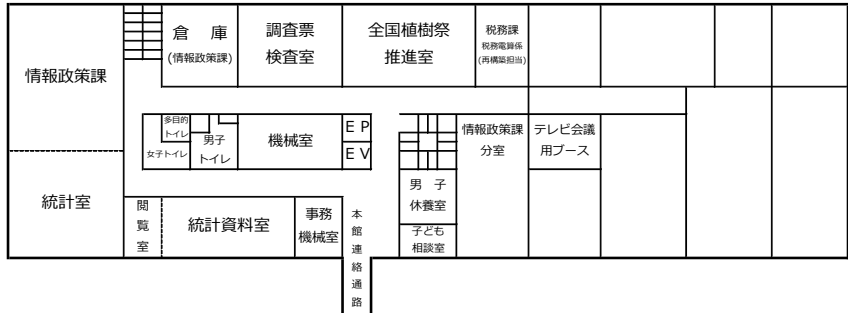 情報政策課
倉 庫
(情報政策課)
調査票
検査室
全国植樹祭
推進室
税務課
税務電算係
(再構築担当)
多目的
トイレ
女子トイレ
男子
トイレ
機械室
ＥＰ
ＥＶ
情報政策課
分室
テレビ会議
用ブース
統計室
閲
覧
室
統計資料室
事務
機械室
本
館
連
絡
通
路
男 子
休養室
子ども
相談室